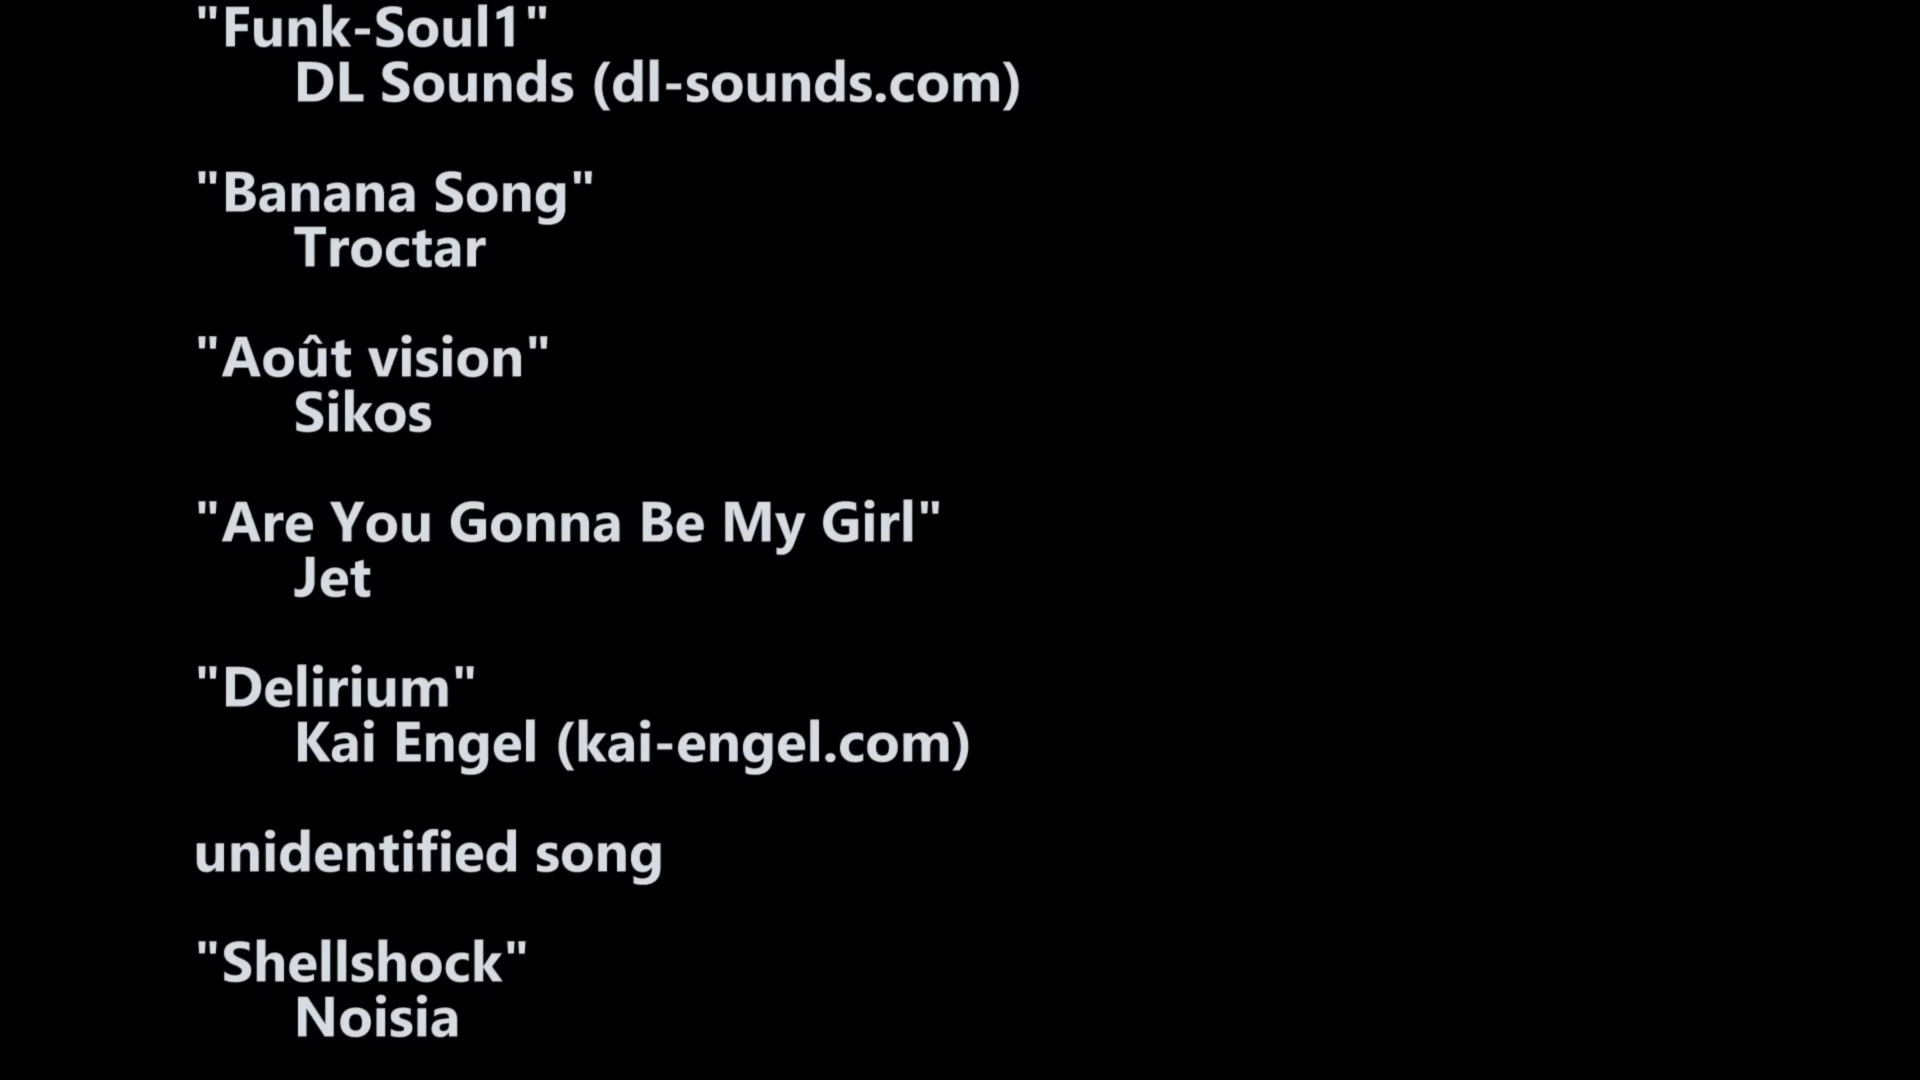 "Funk-Soul1"
DL Sounds (dl-sounds.com)
"Banana Song"
Troctar
"Août vision"
Sikos
"Are You Gonna Be My Girl"
Jet
"Delirium"
Kai Engel (kai-engel.com)
unidentified song
"Shellshock"
Noisia